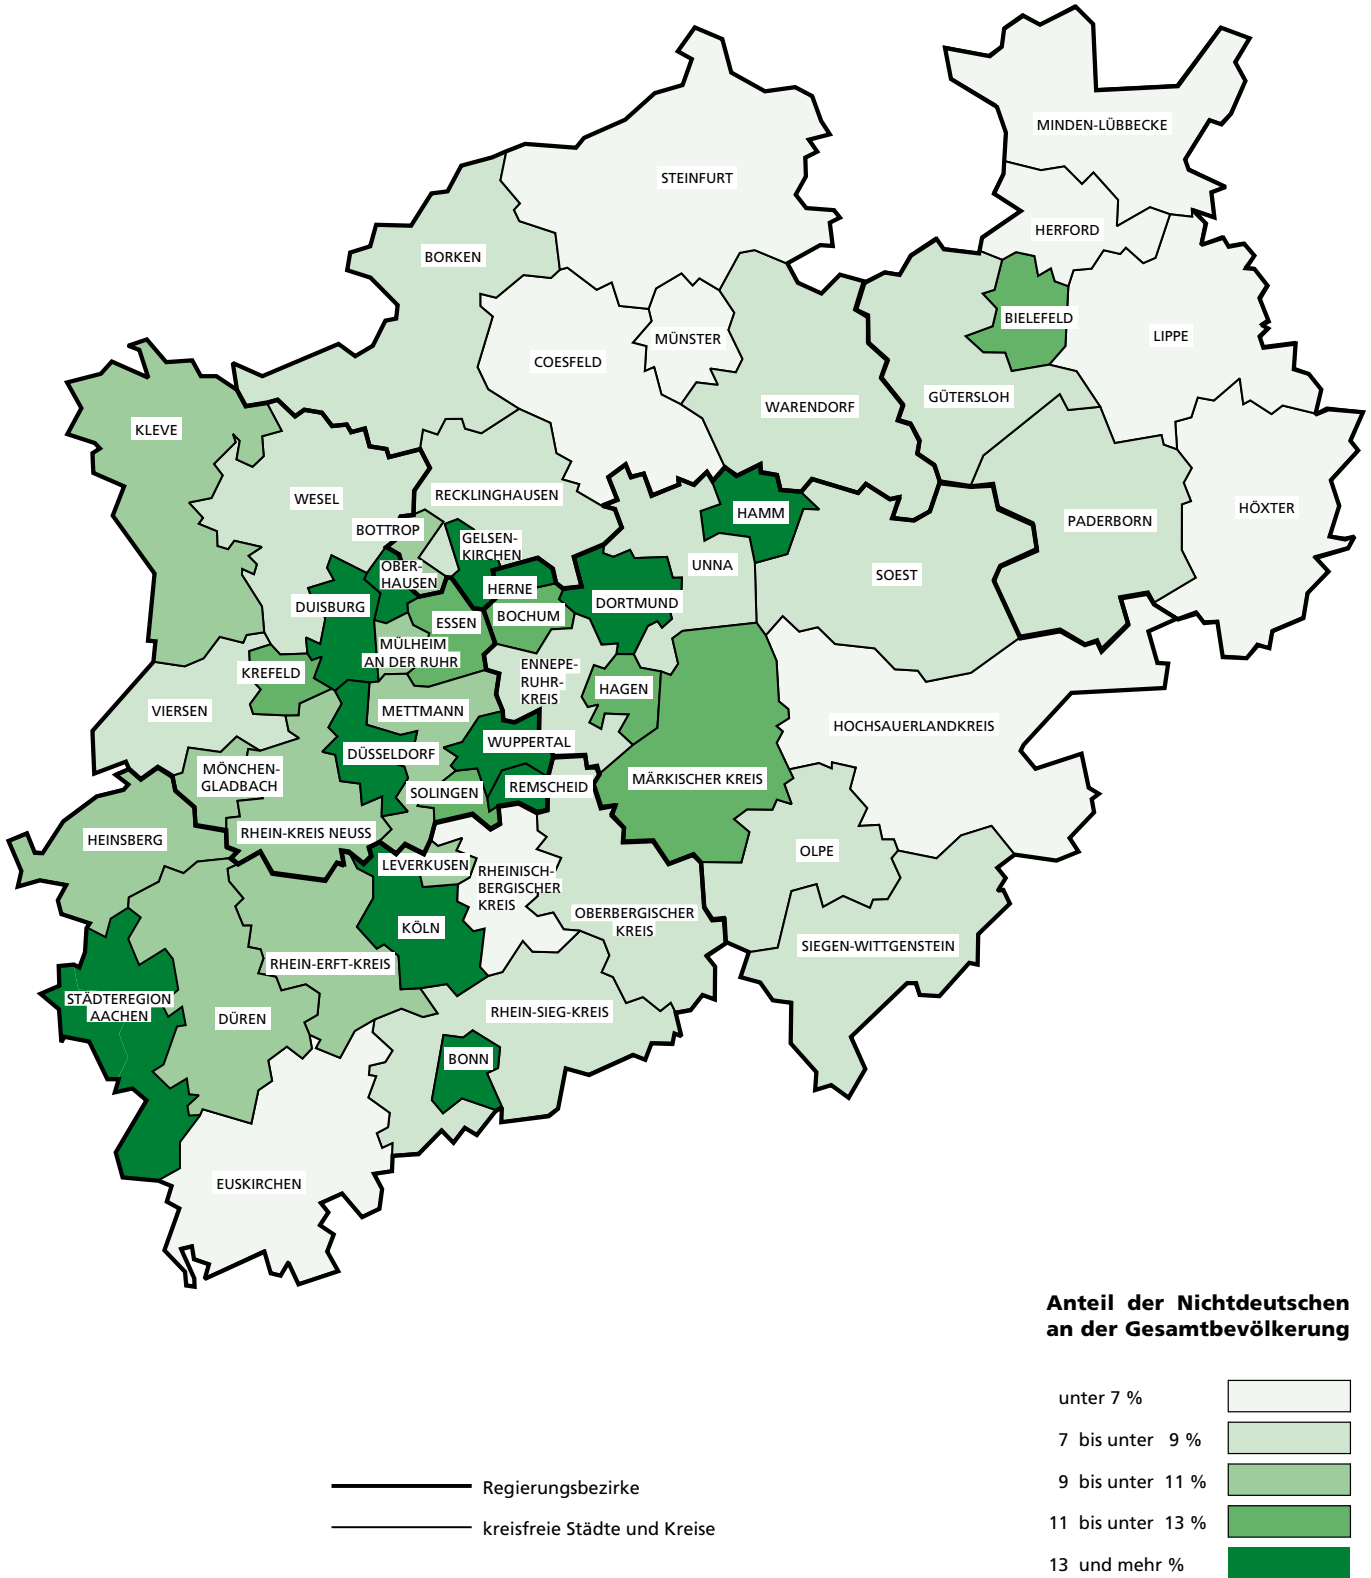 MINDEN-LÜBBECKE
STEINFURT
HERFORD
BORKEN
BIELEFELD
LIPPE
MÜNSTER
COESFELD
GÜTERSLOH
WARENDORF
KLEVE
RECKLINGHAUSEN
WESEL
HÖXTER
HAMM
PADERBORN
BOTTROP
GELSEN-
KIRCHEN
UNNA
SOEST
OBER-
HAUSEN
HERNE
DORTMUND
DUISBURG
BOCHUM
ESSEN
MÜLHEIM
AN DER RUHR
ENNEPE-
RUHR-
KREIS
KREFELD
HAGEN
VIERSEN
METTMANN
HOCHSAUERLANDKREIS
WUPPERTAL
DÜSSELDORF
MÖNCHEN-
GLADBACH
MÄRKISCHER KREIS
REMSCHEID
SOLINGEN
RHEIN-KREIS NEUSS
HEINSBERG
OLPE
LEVERKUSEN
RHEINISCH-
BERGISCHER
KREIS
OBERBERGISCHER
KREIS
KÖLN
SIEGEN-WITTGENSTEIN
RHEIN-ERFT-KREIS
STÄDTEREGION
AACHEN
DÜREN
RHEIN-SIEG-KREIS
BONN
EUSKIRCHEN
Anteil der Nichtdeutschen
an der Gesamtbevölkerung
unter 7 %
7 bis unter 9 %
9 bis unter 11 %
11 bis unter 13 %
13 und mehr %
Regierungsbezirke
kreisfreie Städte und Kreise